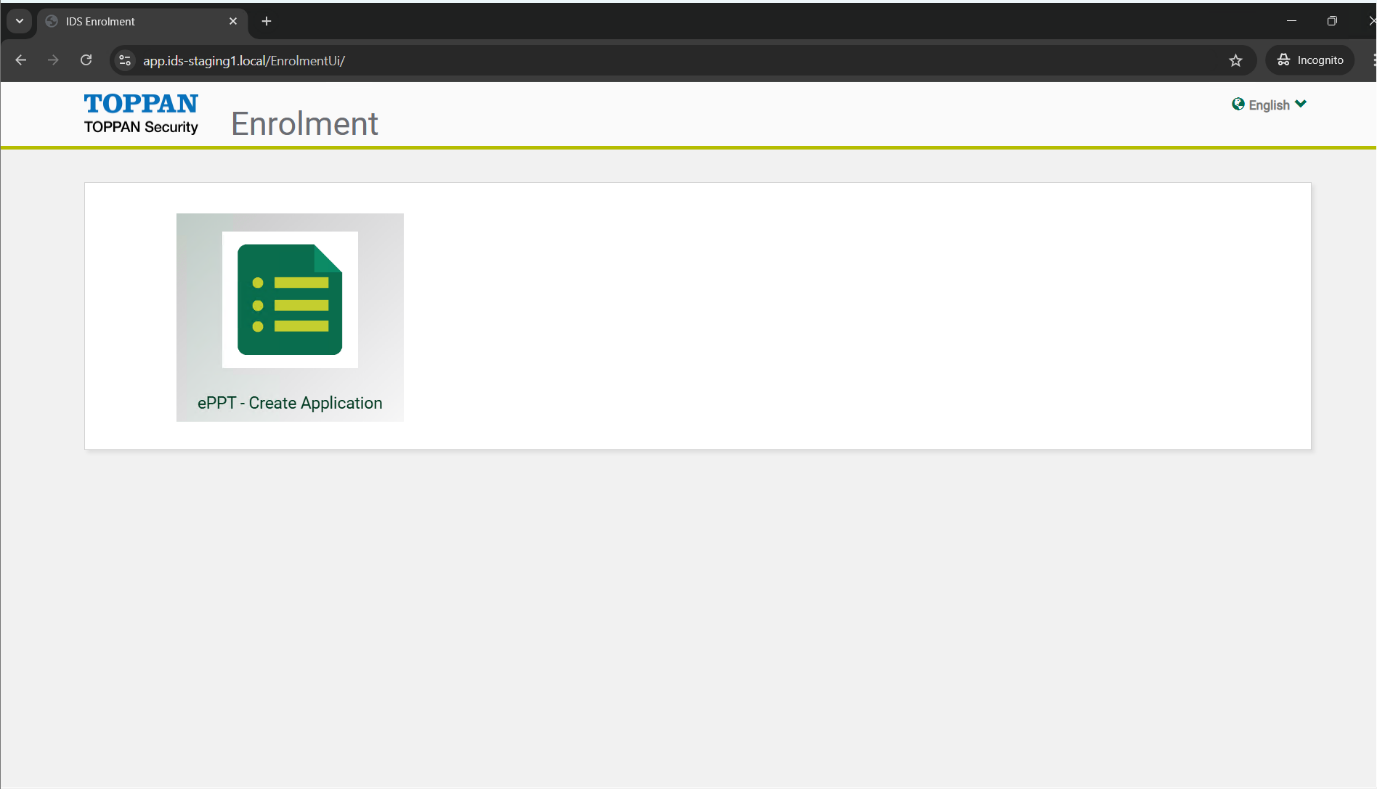 IDS Enrolment
app.ids-staging1.local/EnrolmentUi/
Incognito
TOPPAN
TOPPAN Security
Enrolment
English
ePPT - Create Application